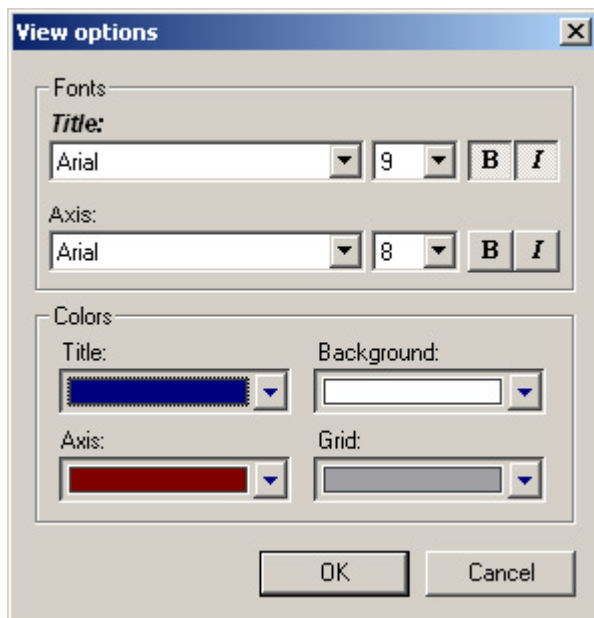 View options
Fonts
Title:
Arial 9 B I
Axis:
Arial 8 B I
Colors
Title: Background:
Axis: Grid:
OK Cancel